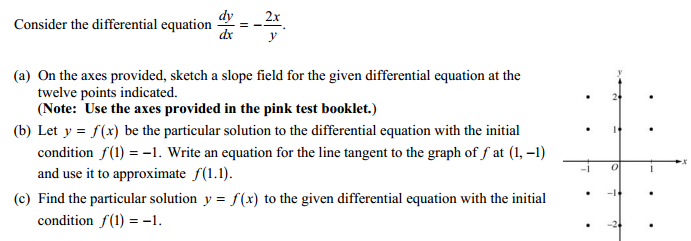 Consider the differential equation dy/dx = −2x/y.
(a) On the axes provided, sketch a slope field for the given differential equation at the
twelve points indicated.
(Note: Use the axes provided in the pink test booklet.)
(b) Let y = f(x) be the particular solution to the differential equation with the initial
condition f(1) = −1. Write an equation for the line tangent to the graph of f at (1, −1)
and use it to approximate f(1.1).
(c) Find the particular solution y = f(x) to the given differential equation with the initial
condition f(1) = −1.
y
2
1
−1 O 1 x
−1
−2